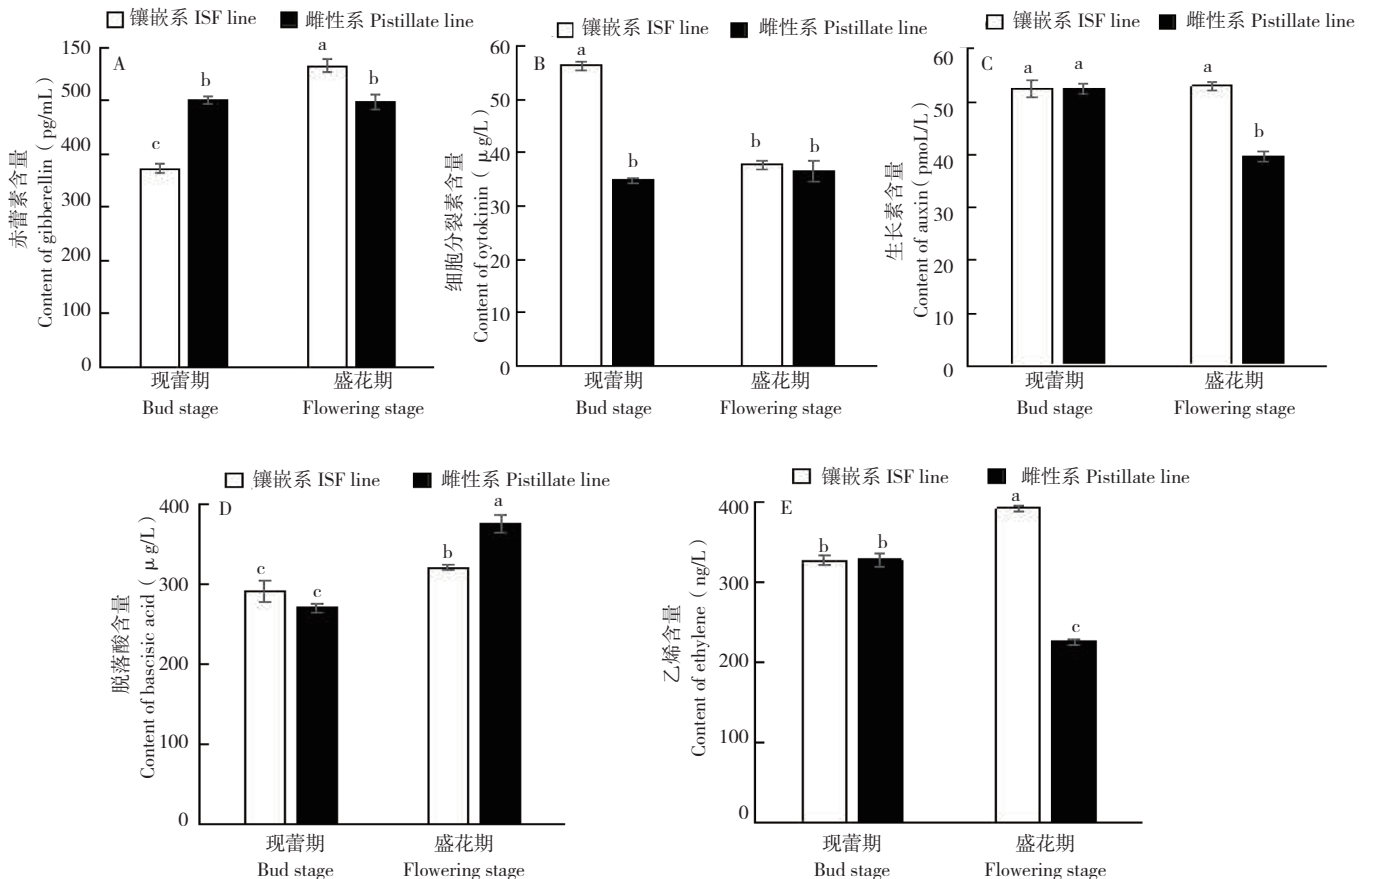 镶嵌系 ISF line 雌性系 Pistillate line
A
赤蕾素含量
Content of gibberellin（pg/mL）
150
500
400
300
200
100
0
c
b
a
b
现蕾期
Bud stage
盛花期
Flowering stage
镶嵌系 ISF line 雌性系 Pistillate line
B
细胞分裂素含量
Content of oytokinin（μg/L）
60
50
40
30
20
10
0
a
b
b
b
现蕾期
Bud stage
盛花期
Flowering stage
镶嵌系 ISF line 雌性系 Pistillate line
C
生长素含量
Content of auxin（pmoL/L）
60
50
40
30
20
10
0
a
a
a
b
现蕾期
Bud stage
盛花期
Flowering stage
镶嵌系 ISF line 雌性系 Pistillate line
D
脱落酸含量
Content of bascisic acid（μg/L）
400
300
200
100
0
c
c
b
a
现蕾期
Bud stage
盛花期
Flowering stage
镶嵌系 ISF line 雌性系 Pistillate line
E
乙烯含量
Content of ethylene（ng/L）
400
300
200
100
0
b
b
a
c
现蕾期
Bud stage
盛花期
Flowering stage